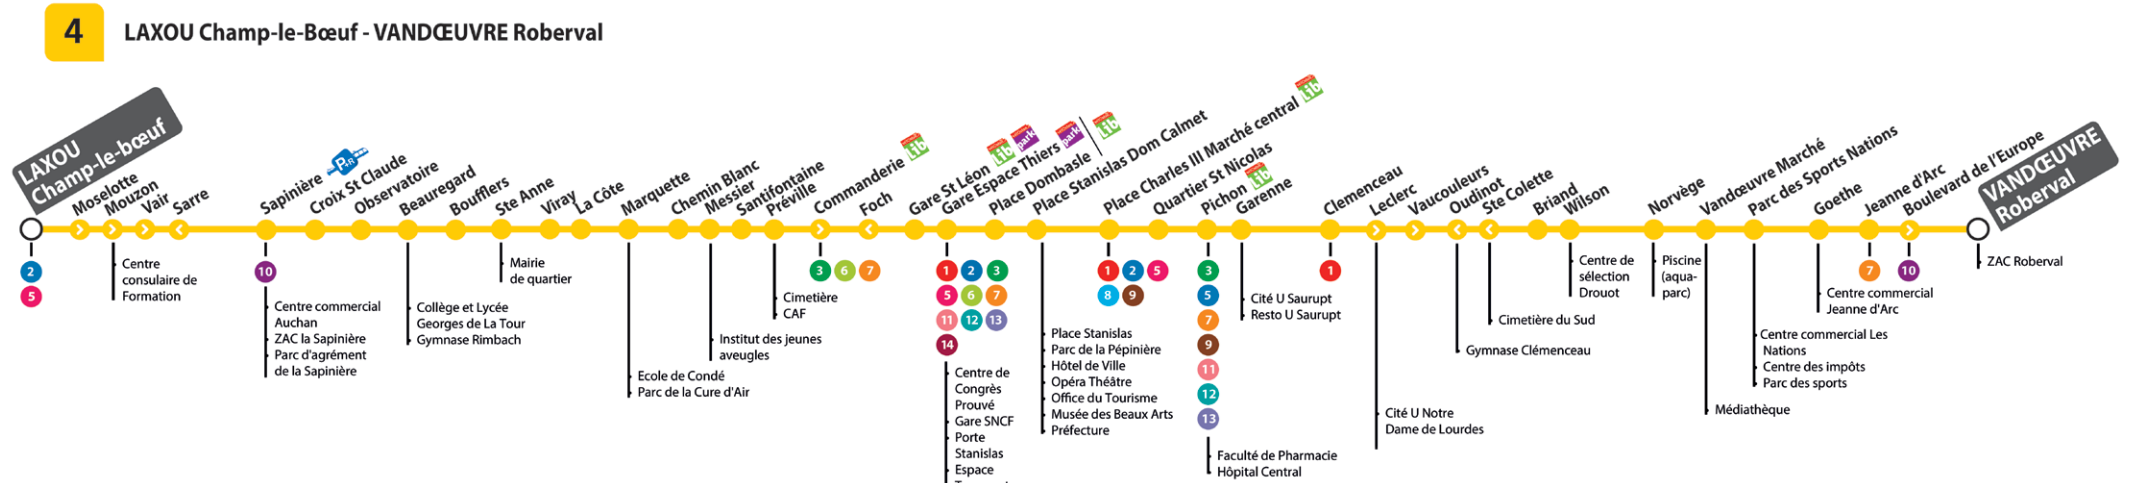 4 LAXOU Champ-le-Bœuf - VANDŒUVRE Roberval
LAXOU
Champ-le-bœuf
Moselotte
Mouzon
Vair
Sarre
Sapinière
P+R
Croix St Claude
Observatoire
Beauregard
Boufflers
Ste Anne
Viray
La Côte
Marquette
Chemin Blanc
Messier
Santifontaine
Préville
Commanderie
Lib
Foch
Gare St Léon
Lib
park
Gare Espace Thiers
park
Place Dombasle
Lib
Place Stanislas Dom Calmet
Place Charles III Marché central
Lib
Quartier St Nicolas
Pichon
Lib
Garenne
Clemenceau
Leclerc
Vaucouleurs
Oudinot
Ste Colette
Briand
Wilson
Norvège
Vandœuvre Marché
Parc des Sports Nations
Goethe
Jeanne d'Arc
Boulevard de l'Europe
VANDŒUVRE
Roberval
2
5
Centre
consulaire de
Formation
10
Centre commercial
Auchan
ZAC la Sapinière
Parc d'agrément
de la Sapinière
Collège et Lycée
Georges de La Tour
Gymnase Rimbach
Mairie
de quartier
Ecole de Condé
Parc de la Cure d'Air
Institut des jeunes
aveugles
Cimetière
CAF
3 6 7
1 2 3
5 6 7
11 12 13
14
Centre de
Congrès
Prouvé
Gare SNCF
Porte
Stanislas
Espace
Place Stanislas
Parc de la Pépinière
Hôtel de Ville
Opéra Théâtre
Office du Tourisme
Musée des Beaux Arts
Préfecture
1 2 5
8 9
3
5
7
9
11
12
13
Faculté de Pharmacie
Hôpital Central
Cité U Saurupt
Resto U Saurupt
1
Cité U Notre
Dame de Lourdes
Gymnase Clémenceau
Cimetière du Sud
Centre de
sélection
Drouot
Piscine
(aqua-
parc)
Médiathèque
Centre commercial Les
Nations
Centre des impôts
Parc des sports
Centre commercial
Jeanne d'Arc
7
10
ZAC Roberval